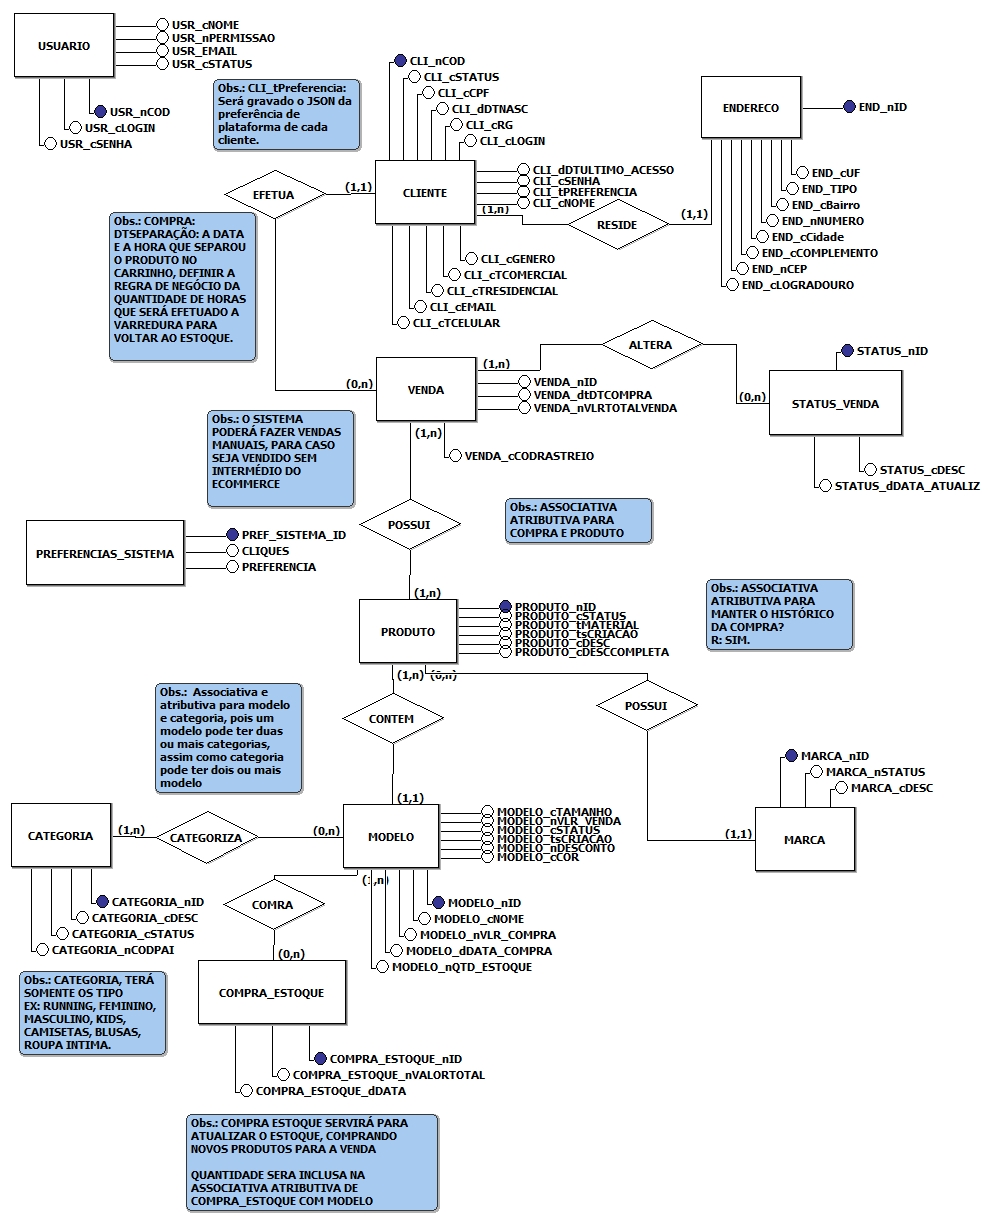 USUARIO
USR_cNOME
USR_nPERMISSAO
USR_EMAIL
USR_cSTATUS
USR_nCOD
USR_cLOGIN
USR_cSENHA
Obs.: CLI_tPreferencia:
Será gravado o JSON da
preferência de
plataforma de cada
cliente.
CLI_nCOD
CLI_cSTATUS
CLI_cCPF
CLI_dDTNASC
CLI_cRG
CLI_cLOGIN
CLIENTE
CLI_dDTULTIMO_ACESSO
CLI_cSENHA
CLI_tPREFERENCIA
CLI_cNOME
(1,n)
CLI_cGENERO
CLI_cTCOMERCIAL
CLI_cTRESIDENCIAL
CLI_cEMAIL
CLI_cTCELULAR
ENDERECO
END_nID
END_cUF
END_TIPO
END_cBairro
END_nNUMERO
END_cCidade
END_cCOMPLEMENTO
END_nCEP
END_cLOGRADOURO
RESIDE
(1,1)
EFETUA
(1,1)
Obs.: COMPRA:
DTSEPARAÇÃO: A DATA
E A HORA QUE SEPAROU
O PRODUTO NO
CARRINHO, DEFINIR A
REGRA DE NEGÓCIO DA
QUANTIDADE DE HORAS
QUE SERÁ EFETUADO A
VARREDURA PARA
VOLTAR AO ESTOQUE.
(0,n)
VENDA
(1,n)
VENDA_nID
VENDA_dtDTCOMPRA
VENDA_nVLRTOTALVENDA
(1,n)
VENDA_cCODRASTREIO
ALTERA
(0,n)
STATUS_nID
STATUS_VENDA
STATUS_cDESC
STATUS_dDATA_ATUALIZ
Obs.: O SISTEMA
PODERÁ FAZER VENDAS
MANUAIS, PARA CASO
SEJA VENDIDO SEM
INTERMÉDIO DO
ECOMMERCE
POSSUI
Obs.: ASSOCIATIVA
ATRIBUTIVA PARA
COMPRA E PRODUTO
PREFERENCIAS_SISTEMA
PREF_SISTEMA_ID
CLIQUES
PREFERENCIA
(1,n)
PRODUTO
PRODUTO_nID
PRODUTO_cSTATUS
PRODUTO_tMATERIAL
PRODUTO_tsCRIACAO
PRODUTO_cDESC
PRODUTO_cDESCCOMPLETA
(1,n)
(0,n)
Obs.: ASSOCIATIVA
ATRIBUTIVA PARA
MANTER O HISTÓRICO
DA COMPRA?
R: SIM.
Obs.: Associativa e
atributiva para modelo
e categoria, pois um
modelo pode ter duas
ou mais categorias,
assim como categoria
pode ter dois ou mais
modelo
CONTEM
POSSUI
MARCA_nID
MARCA_nSTATUS
MARCA_cDESC
(1,1)
MARCA
CATEGORIA
(1,n)
CATEGORIZA
(0,n)
(1,1)
MODELO
MODELO_cTAMANHO
MODELO_nVLR_VENDA
MODELO_cSTATUS
MODELO_tsCRIACAO
MODELO_nDESCONTO
MODELO_cCOR
(1,n)
MODELO_nID
MODELO_cNOME
MODELO_nVLR_COMPRA
MODELO_dDATA_COMPRA
MODELO_nQTD_ESTOQUE
CATEGORIA_nID
CATEGORIA_cDESC
CATEGORIA_cSTATUS
CATEGORIA_nCODPAI
COMRA
(0,n)
COMPRA_ESTOQUE
COMPRA_ESTOQUE_nID
COMPRA_ESTOQUE_nVALORTOTAL
COMPRA_ESTOQUE_dDATA
Obs.: CATEGORIA, TERÁ
SOMENTE OS TIPO
EX: RUNNING, FEMININO,
MASCULINO, KIDS,
CAMISETAS, BLUSAS,
ROUPA INTIMA.
Obs.: COMPRA ESTOQUE SERVIRÁ PARA
ATUALIZAR O ESTOQUE, COMPRANDO
NOVOS PRODUTOS PARA A VENDA
QUANTIDADE SERA INCLUSA NA
ASSOCIATIVA ATRIBUTIVA DE
COMPRA_ESTOQUE COM MODELO